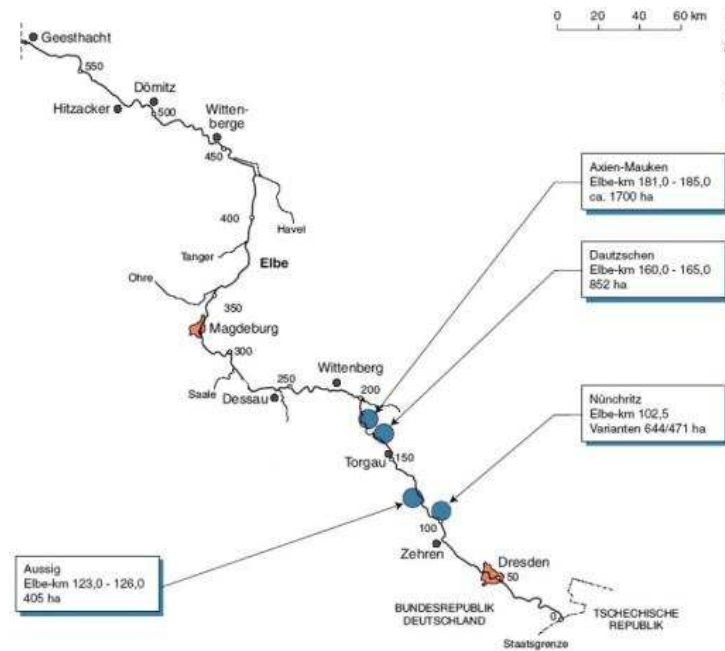 0 20 40 60 km
Geesthacht
550
Dömitz
Hitzacker
500
Witten-
berge
450
Axien-Mauken
Elbe-km 181,0 - 185,0
ca. 1700 ha
400
Havel
Tanger
Elbe
Dautzschen
Elbe-km 160,0 - 165,0
852 ha
Ohre
350
Magdeburg
300
Wittenberg
Saale
250
200
Dessau
Nünchritz
Elbe-km 102,5
Varianten 644/471 ha
Torgau
150
100
Zehren
Aussig
Elbe-km 123,0 - 126,0
405 ha
Dresden
50
BUNDESREPUBLIK
DEUTSCHLAND
0
TSCHECHISCHE
REPUBLIK
Staatsgrenze